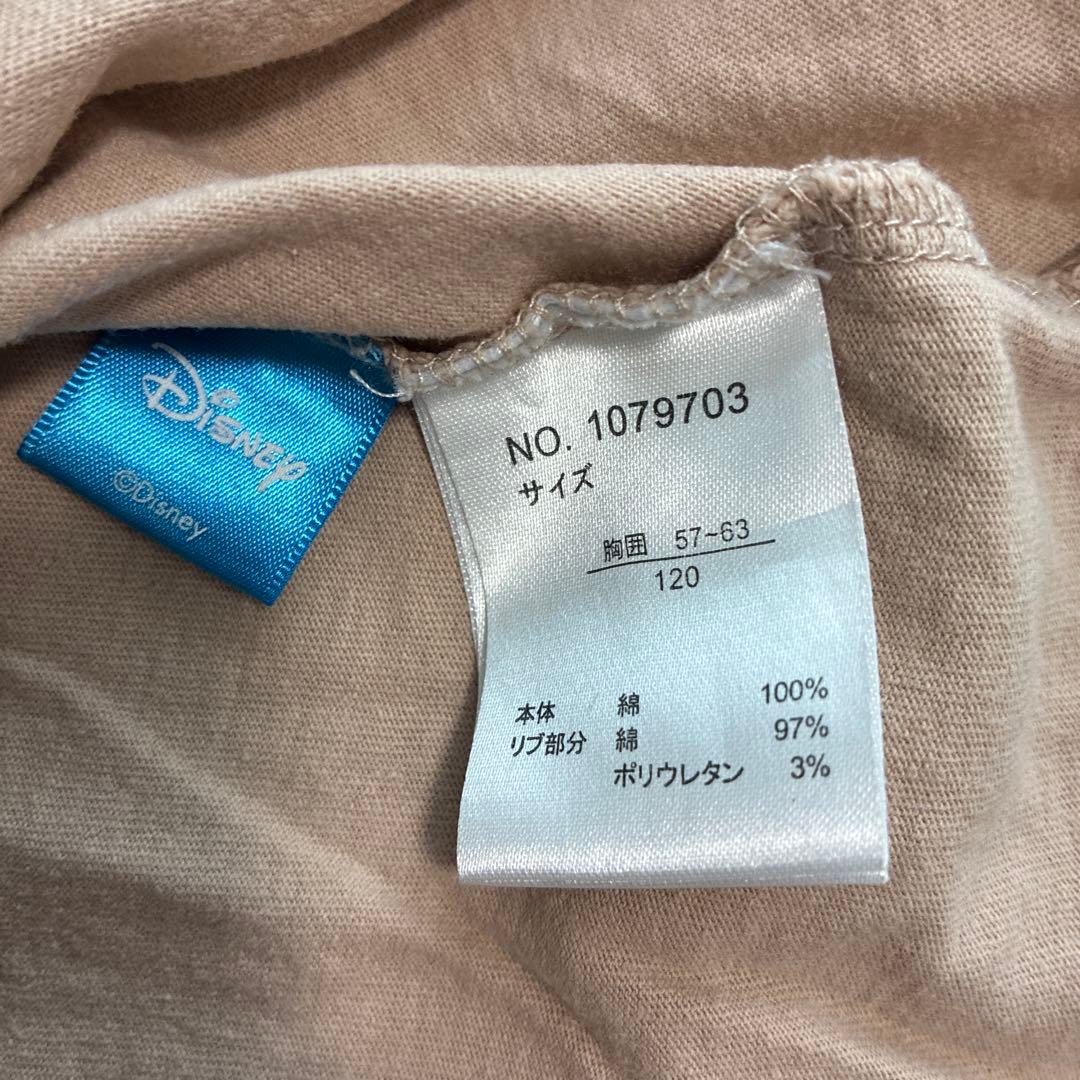 Disney
©Disney
NO. 1079703
サイズ
胸囲 57~63
120
本体 綿 100%
リブ部分 綿 97%
ポリウレタン 3%